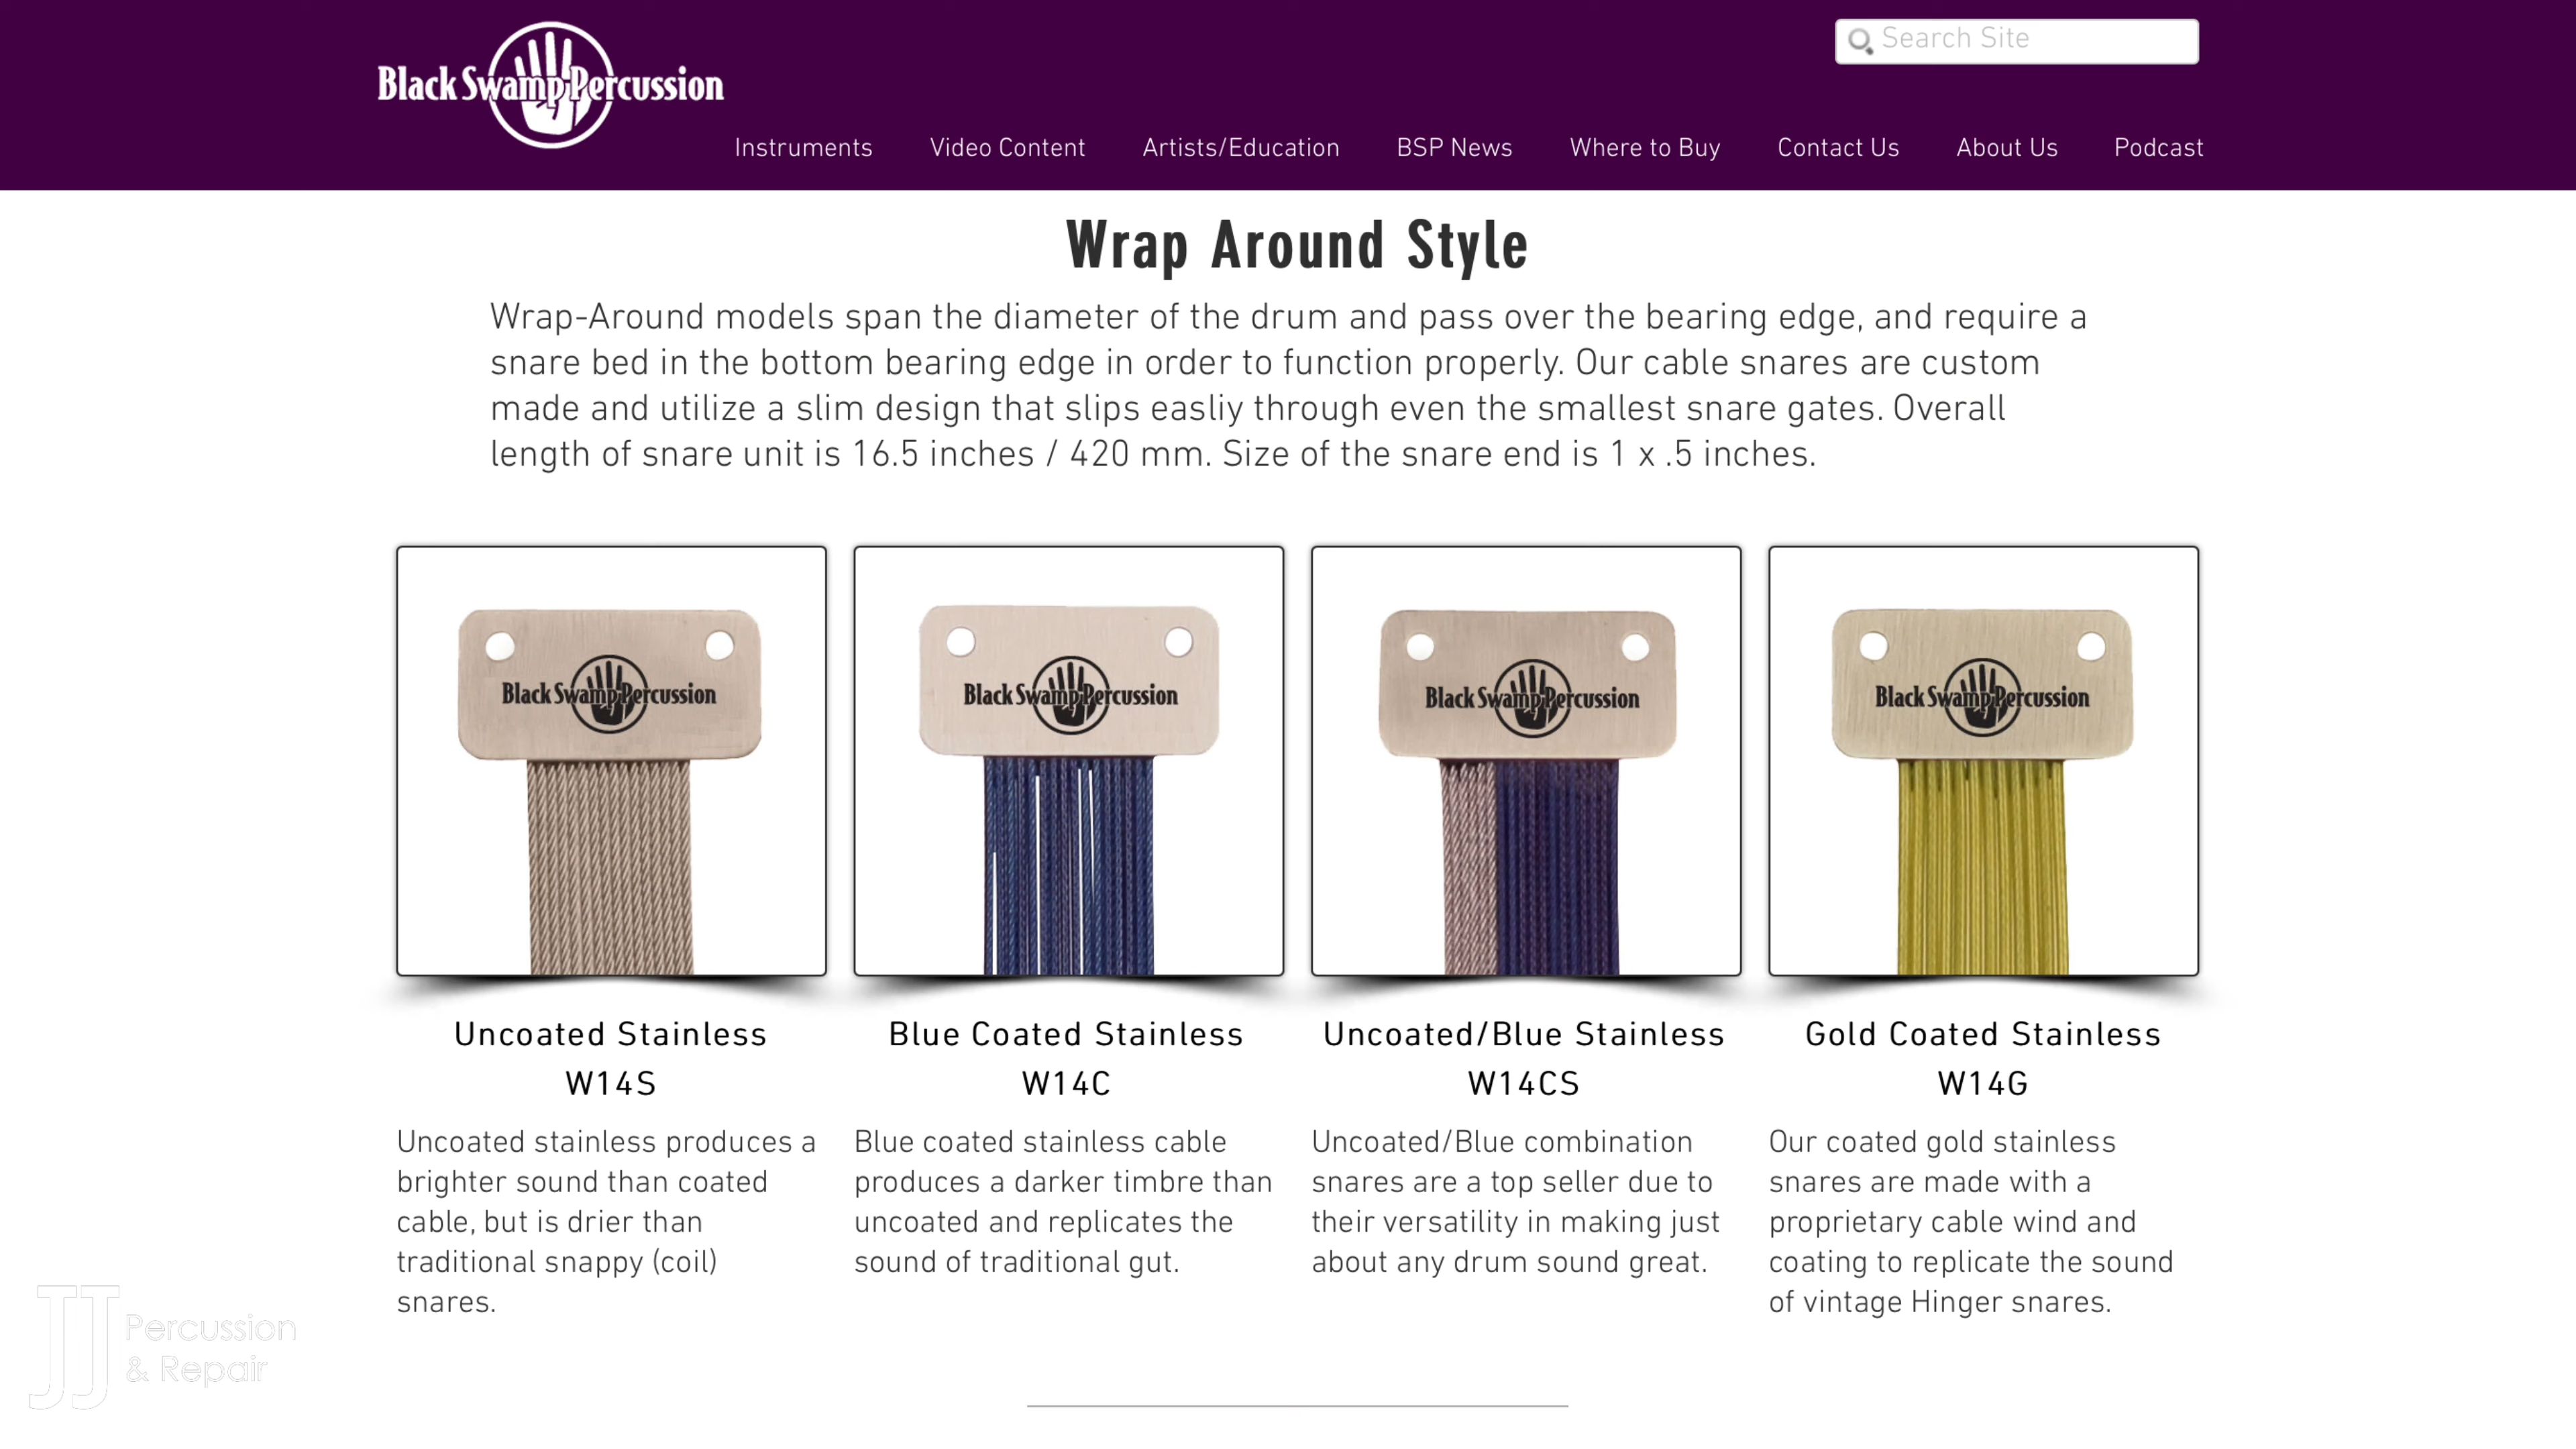 Black Swamp Percussion
Search Site
Instruments Video Content Artists/Education BSP News Where to Buy Contact Us About Us Podcast
Wrap Around Style
Wrap-Around models span the diameter of the drum and pass over the bearing edge, and require a
snare bed in the bottom bearing edge in order to function properly. Our cable snares are custom
made and utilize a slim design that slips easliy through even the smallest snare gates. Overall
length of snare unit is 16.5 inches / 420 mm. Size of the snare end is 1 x .5 inches.
Black Swamp Percussion
Black Swamp Percussion
Black Swamp Percussion
Black Swamp Percussion
Uncoated Stainless
W14S
Uncoated stainless produces a
brighter sound than coated
cable, but is drier than
traditional snappy (coil)
snares.
Blue Coated Stainless
W14C
Blue coated stainless cable
produces a darker timbre than
uncoated and replicates the
sound of traditional gut.
Uncoated/Blue Stainless
W14CS
Uncoated/Blue combination
snares are a top seller due to
their versatility in making just
about any drum sound great.
Gold Coated Stainless
W14G
Our coated gold stainless
snares are made with a
proprietary cable wind and
coating to replicate the sound
of vintage Hinger snares.
JJ Percussion
& Repair